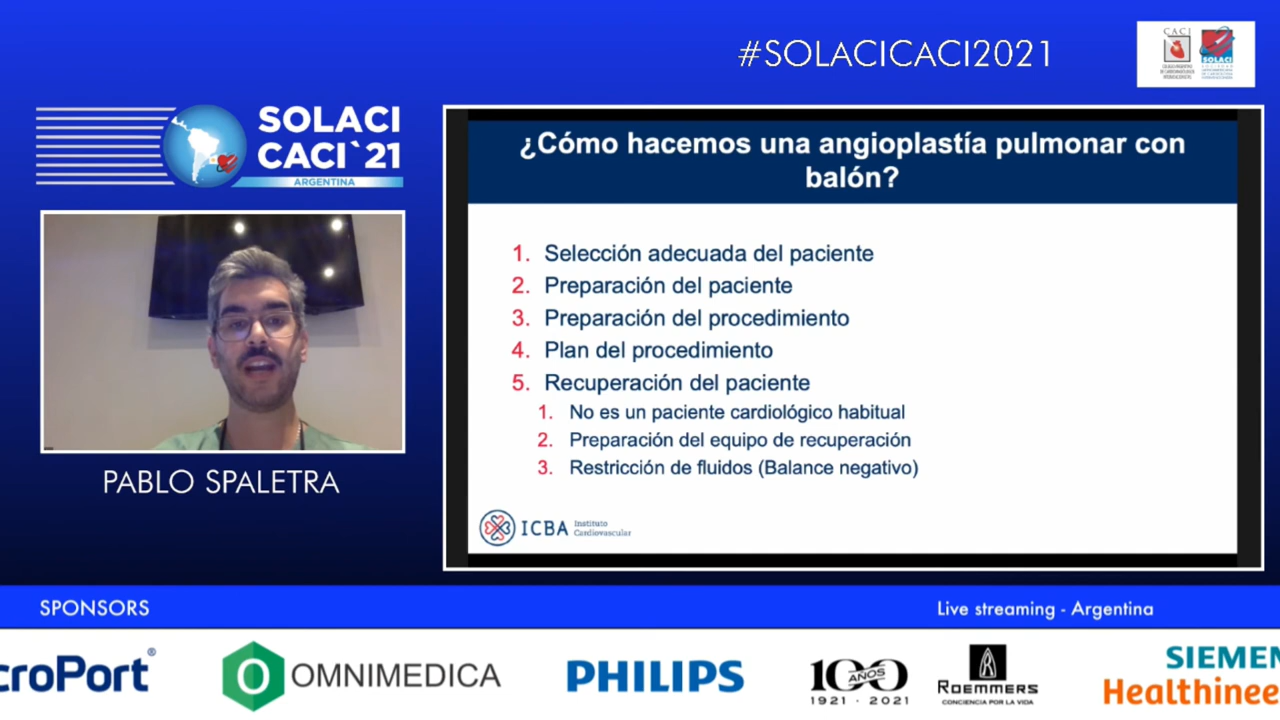 #SOLACICACI2021
CACI
SOLACI
SOLACI
CACI`21
ARGENTINA
¿Cómo hacemos una angioplastía pulmonar con
balón?
1. Selección adecuada del paciente
2. Preparación del paciente
3. Preparación del procedimiento
4. Plan del procedimiento
5. Recuperación del paciente
1. No es un paciente cardiológico habitual
2. Preparación del equipo de recuperación
3. Restricción de fluidos (Balance negativo)
ICBA Instituto
Cardiovascular
PABLO SPALETRA
SPONSORS
Live streaming - Argentina
croPort®
OMNIMEDICA
PHILIPS
100 AÑOS
1921 · 2021
ROEMMERS
CONCIENCIA POR LA VIDA
SIEMEN
Healthinee